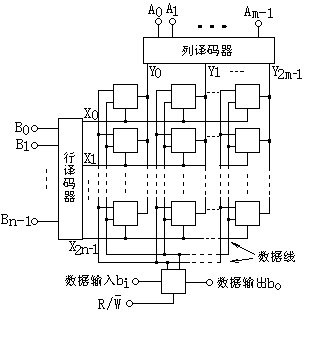 A0 A1 Am-1
列译码器
Y0 Y1 Y2m-1
X0
B0
B1
X1
行译码器
Bn-1
X2n-1
数据线
数据输入bi
数据输出bo
R/W̅